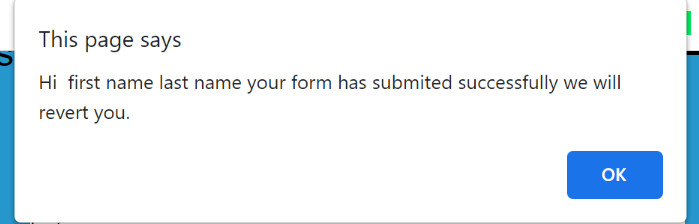 This page says
Hi  first name last name your form has submited successfully we will
revert you.
OK